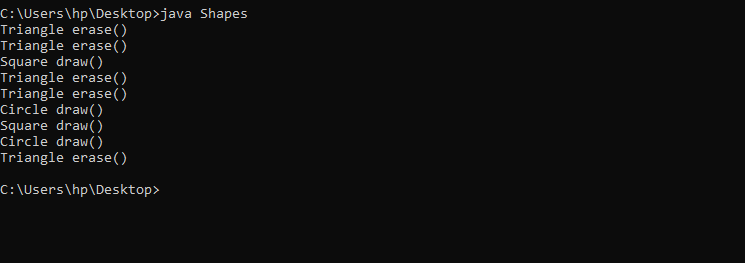 C:\Users\hp\Desktop>java Shapes
Triangle erase()
Triangle erase()
Square draw()
Triangle erase()
Triangle erase()
Circle draw()
Square draw()
Circle draw()
Triangle erase()
C:\Users\hp\Desktop>